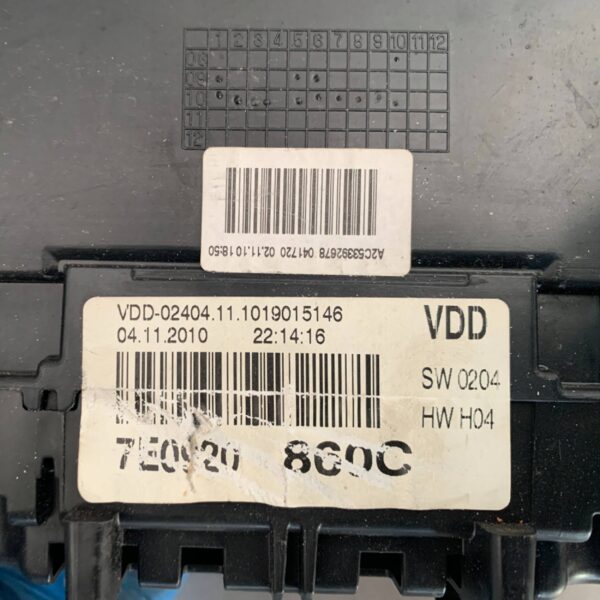 1 2 3 4 5 6 7 8 9 10 11 12
08
09
10
11
12
A2C53392678 041720 02.11.10 18:50
VDD-02404.11.1019015146
04.11.2010 22:14:16
VDD
SW 0204
HW H04
7E0920 860C